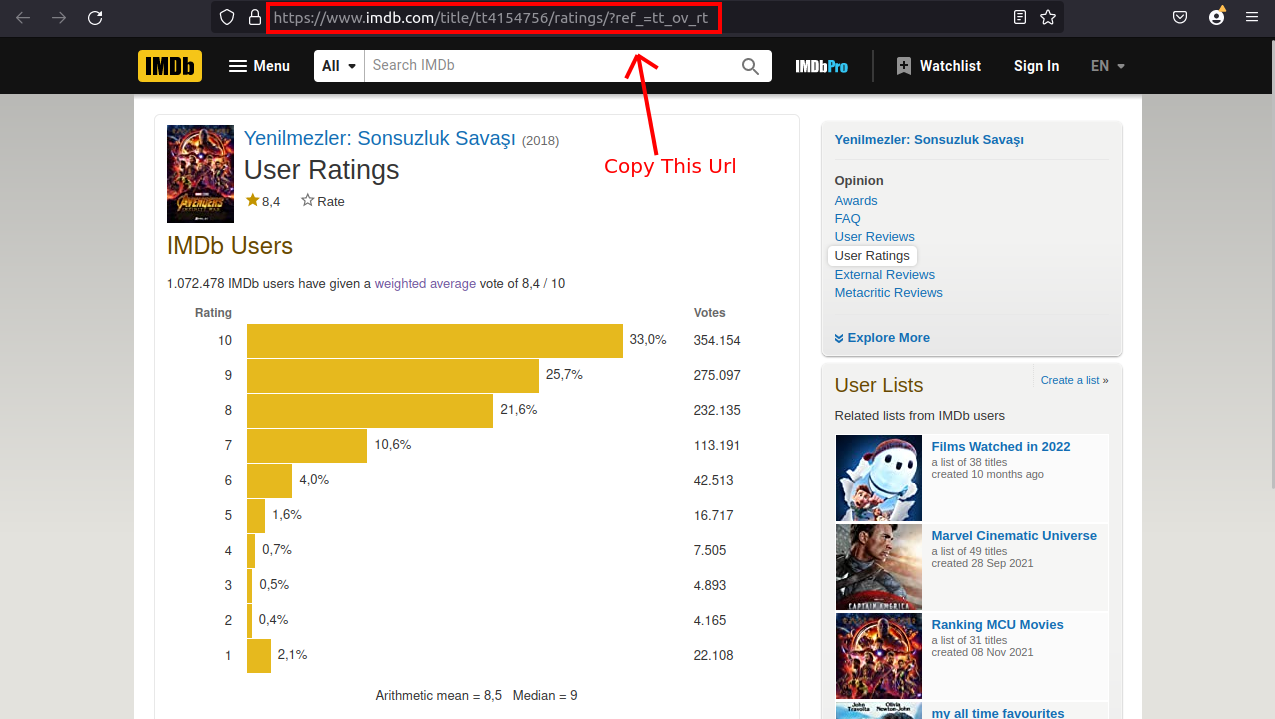 https://www.imdb.com/title/tt4154756/ratings/?ref_=tt_ov_rt
IMDb Menu All Search IMDb IMDbPro Watchlist Sign In EN
Copy This Url
Yenilmezler: Sonsuzluk Savaşı (2018)
User Ratings
8,4 Rate
AVENGERS
IMDb Users
1.072.478 IMDb users have given a weighted average vote of 8,4 / 10
Rating Votes
10 33,0% 354.154
9 25,7% 275.097
8 21,6% 232.135
7 10,6% 113.191
6 4,0% 42.513
5 1,6% 16.717
4 0,7% 7.505
3 0,5% 4.893
2 0,4% 4.165
1 2,1% 22.108
Arithmetic mean = 8,5 Median = 9
Yenilmezler: Sonsuzluk Savaşı
Opinion
Awards
FAQ
User Reviews
User Ratings
External Reviews
Metacritic Reviews
Explore More
User Lists
Create a list »
Related lists from IMDb users
Films Watched in 2022
a list of 38 titles
created 10 months ago
Marvel Cinematic Universe
a list of 49 titles
created 28 Sep 2021
CAPTAIN AMERICA
Ranking MCU Movies
a list of 31 titles
created 08 Nov 2021
John Travolta
Olivia Newton-John
my all time favourites